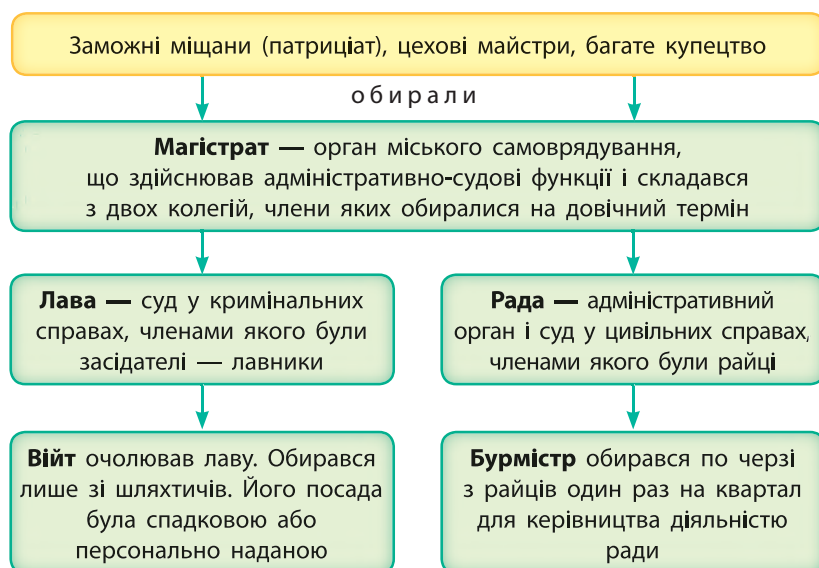 Заможні міщани (патриціат), цехові майстри, багате купецтво
обирали
Магістрат — орган міського самоврядування,
що здійснював адміністративно-судові функції і складався
з двох колегій, члени яких обиралися на довічний термін
Лава — суд у кримінальних
справах, членами якого були
засідателі — лавники
Рада — адміністративний
орган і суд у цивільних справах,
членами якого були райці
Війт очолював лаву. Обирався
лише зі шляхтичів. Його посада
була спадковою або
персонально наданою
Бурмістр обирався по черзі
з райців один раз на квартал
для керівництва діяльністю
ради